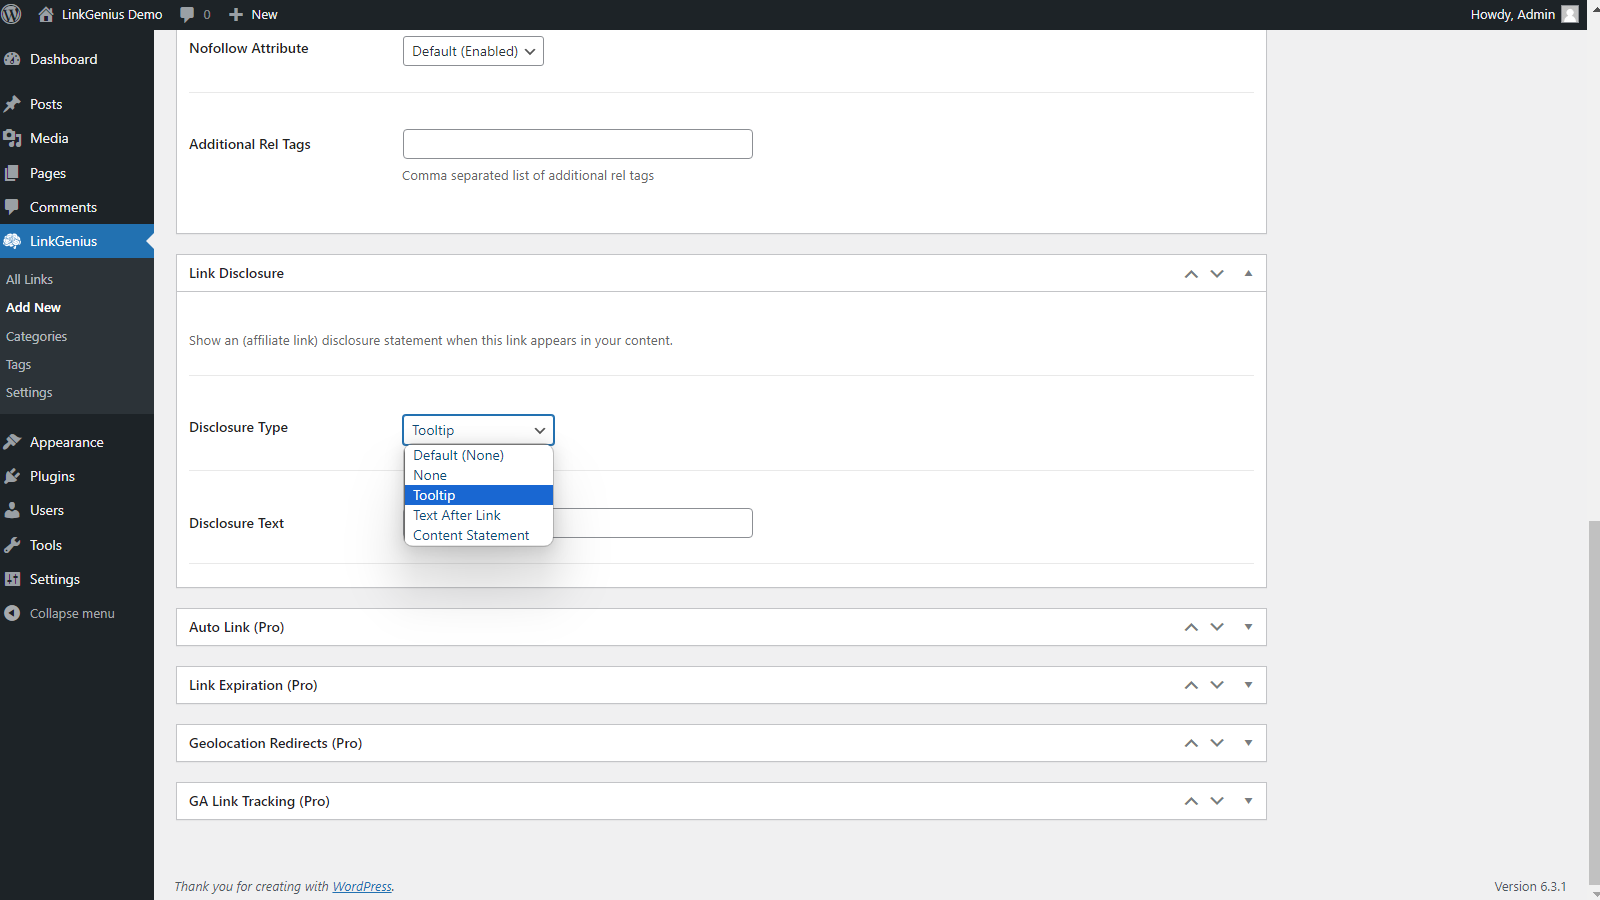 LinkGenius Demo
0
New
Howdy, Admin
Dashboard
Posts
Media
Pages
Comments
LinkGenius
All Links
Add New
Categories
Tags
Settings
Appearance
Plugins
Users
Tools
Settings
Collapse menu
Nofollow Attribute
Default (Enabled)
Additional Rel Tags
Comma separated list of additional rel tags
Link Disclosure
Show an (affiliate link) disclosure statement when this link appears in your content.
Disclosure Type
Tooltip
Default (None)
None
Tooltip
Text After Link
Content Statement
Disclosure Text
Auto Link (Pro)
Link Expiration (Pro)
Geolocation Redirects (Pro)
GA Link Tracking (Pro)
Thank you for creating with WordPress.
Version 6.3.1